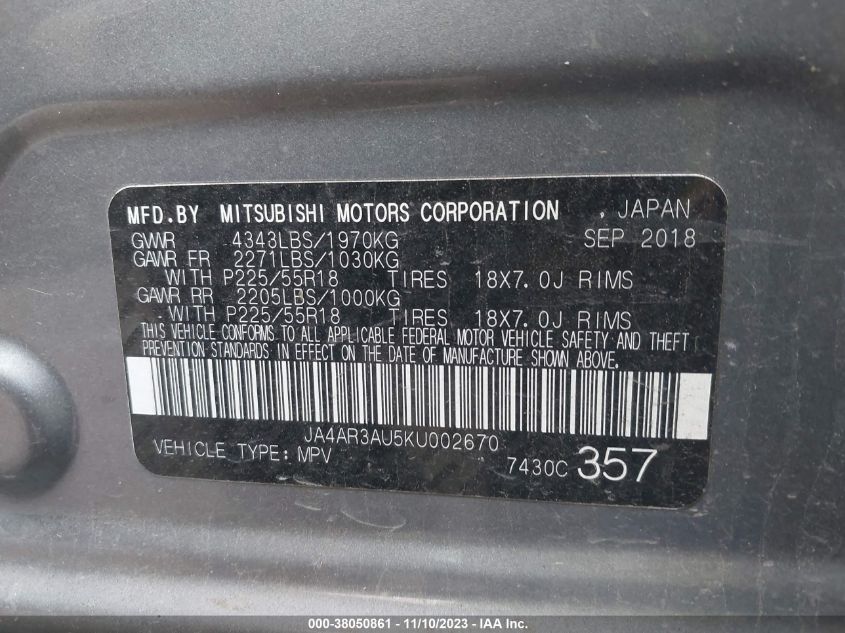 MFD.BY MITSUBISHI MOTORS CORPORATION , JAPAN
GVWR 4343LBS/1970KG SEP 2018
GAWR FR 2271LBS/1030KG
WITH P225/55R18 TIRES 18X7.0J RIMS
GAWR RR 2205LBS/1000KG
WITH P225/55R18 TIRES 18X7.0J RIMS
THIS VEHICLE CONFORMS TO ALL APPLICABLE FEDERAL MOTOR VEHICLE SAFETY AND THEFT
PREVENTION STANDARDS IN EFFECT ON THE DATE OF MANUFACTURE SHOWN ABOVE.
JA4AR3AU5KU002670
VEHICLE TYPE: MPV 7430C 357
000-38050861 - 11/10/2023 - IAA Inc.